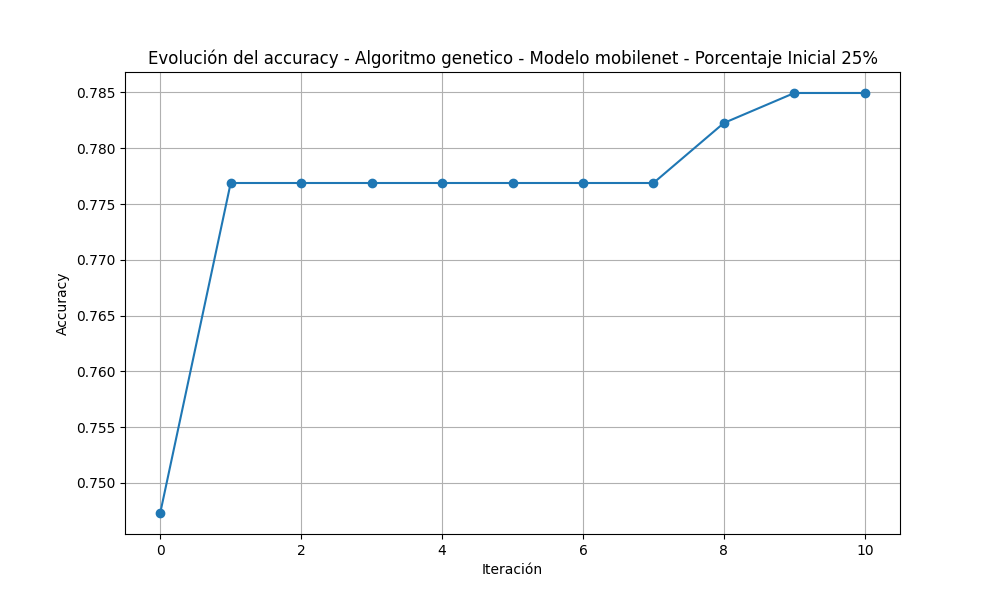 Evolución del accuracy - Algoritmo genetico - Modelo mobilenet - Porcentaje Inicial 25%
0.785
0.780
0.775
0.770
0.765
0.760
0.755
0.750
Accuracy
0 2 4 6 8 10
Iteración